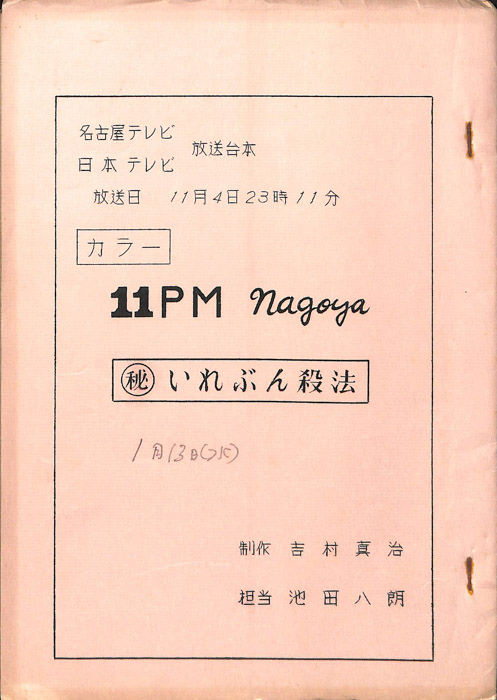 名古屋テレビ
日本テレビ
放送台本
放送日 11月4日23時11分
カラー
11PM Nagoya
㊙ いれぶん殺法
1月13日(水)
制作 吉村真治
担当 池田八朗